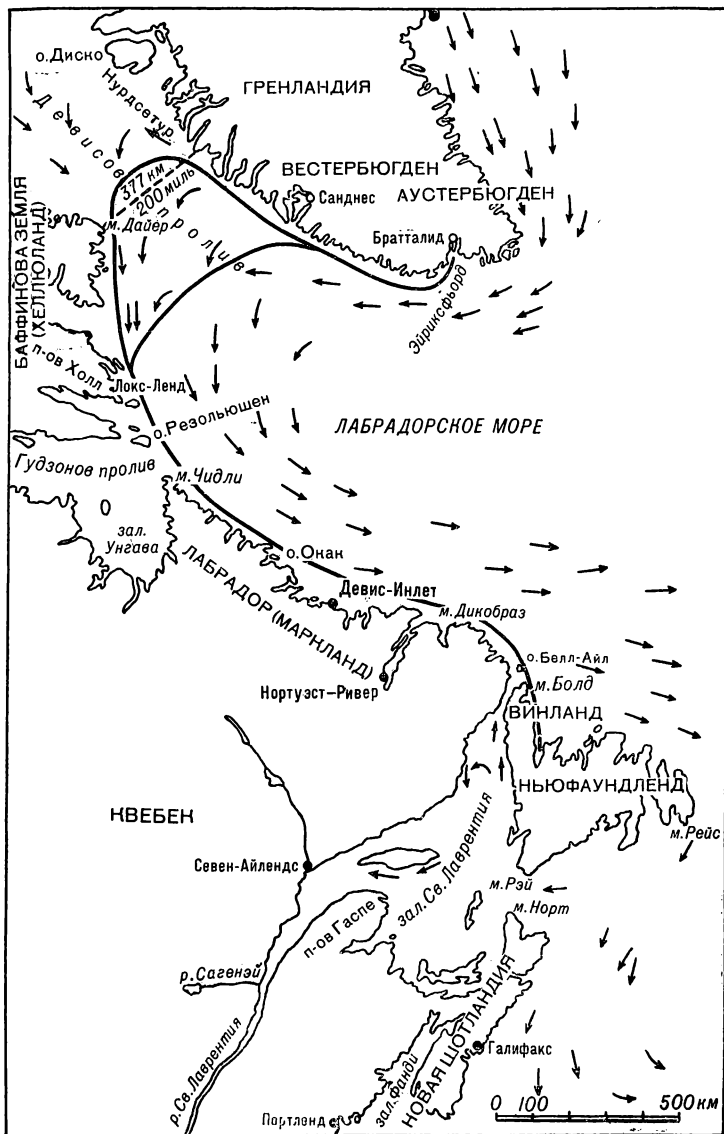 о.Диско
Нурдсетур
ГРЕНЛАНДИЯ
Девисов пролив
377 км
200 миль
ВЕСТЕРБЮГДЕН
Санднес
АУСТЕРБЮГДЕН
м.Дайер
Братталид
Эйриксфьорд
БАФФИНОВА ЗЕМЛЯ
(ХЕЛЛЮЛАНД)
п-ов Холл
Локс-Ленд
о.Резольюшен
ЛАБРАДОРСКОЕ МОРЕ
Гудзонов пролив
м.Чидли
зал.
Унгава
о.Окак
ЛАБРАДОР (МАРКЛАНД)
Девис-Инлет
м.Дикобраз
о.Белл-Айл
Нортуэст-Ривер
м.Болд
ВИНЛАНД
НЬЮФАУНДЛЕНД
КВЕБЕК
м.Рейс
Севен-Айлендс
зал.Св.Лаврентия
м.Рэй
м.Норт
п-ов Гаспе
р.Сагенэй
р.Св.Лаврентия
НОВАЯ ШОТЛАНДИЯ
Галифакс
зал.Фанди
Портленд
0 100 500 км